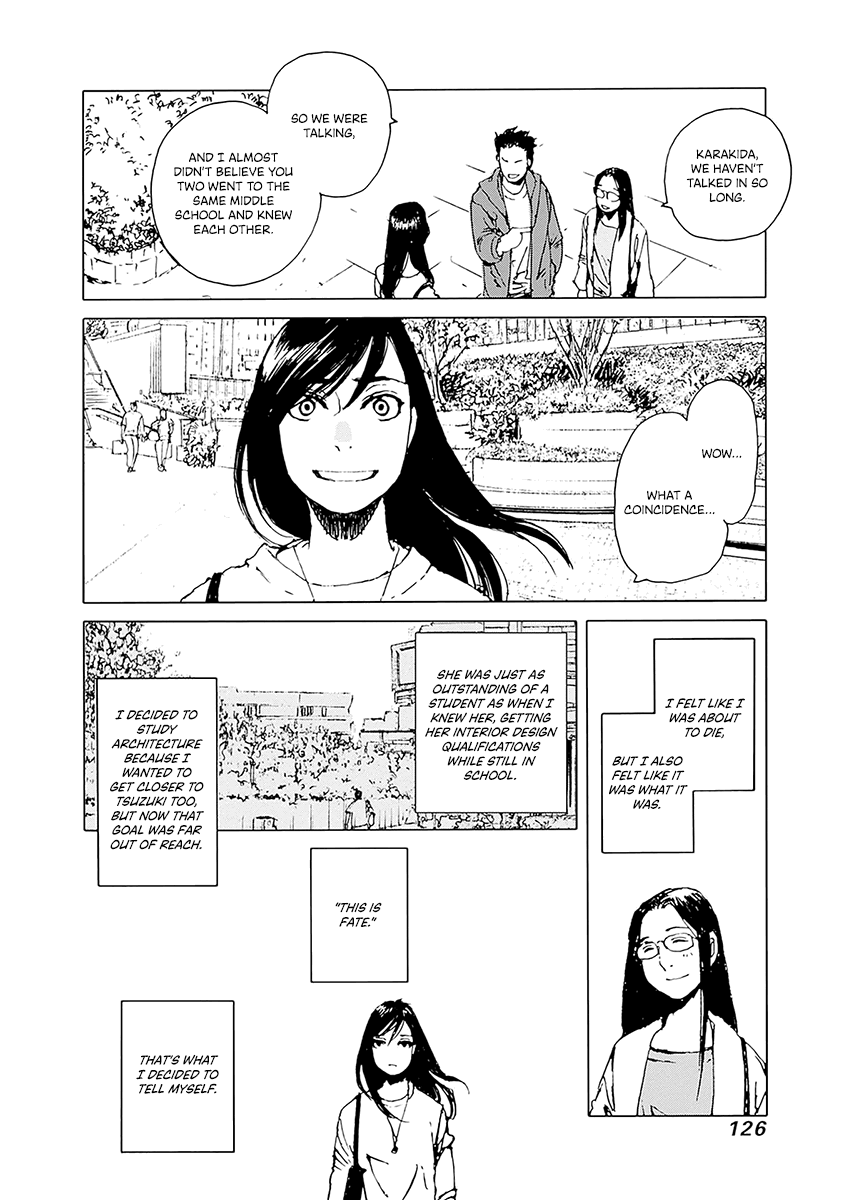 KARAKIDA,
WE HAVEN'T
TALKED IN SO
LONG.
SO WE WERE
TALKING,
AND I ALMOST
DIDN'T BELIEVE YOU
TWO WENT TO THE
SAME MIDDLE
SCHOOL AND KNEW
EACH OTHER.
WOW...
WHAT A
COINCIDENCE...
I FELT LIKE I
WAS ABOUT
TO DIE,
BUT I ALSO
FELT LIKE IT
WAS WHAT IT
WAS.
SHE WAS JUST AS
OUTSTANDING OF A
STUDENT AS WHEN I
KNEW HER, GETTING
HER INTERIOR DESIGN
QUALIFICATIONS
WHILE STILL IN
SCHOOL.
I DECIDED TO
STUDY
ARCHITECTURE
BECAUSE I
WANTED TO
GET CLOSER TO
TSUZUKI TOO,
BUT NOW THAT
GOAL WAS FAR
OUT OF REACH.
"THIS IS
FATE."
THAT'S WHAT
I DECIDED TO
TELL MYSELF.
126